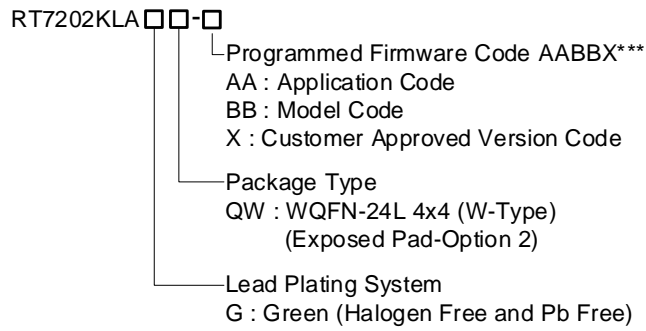 RT7202KLA□□-□
Programmed Firmware Code AABBX***
AA : Application Code
BB : Model Code
X : Customer Approved Version Code
Package Type
QW : WQFN-24L 4x4 (W-Type)
(Exposed Pad-Option 2)
Lead Plating System
G : Green (Halogen Free and Pb Free)